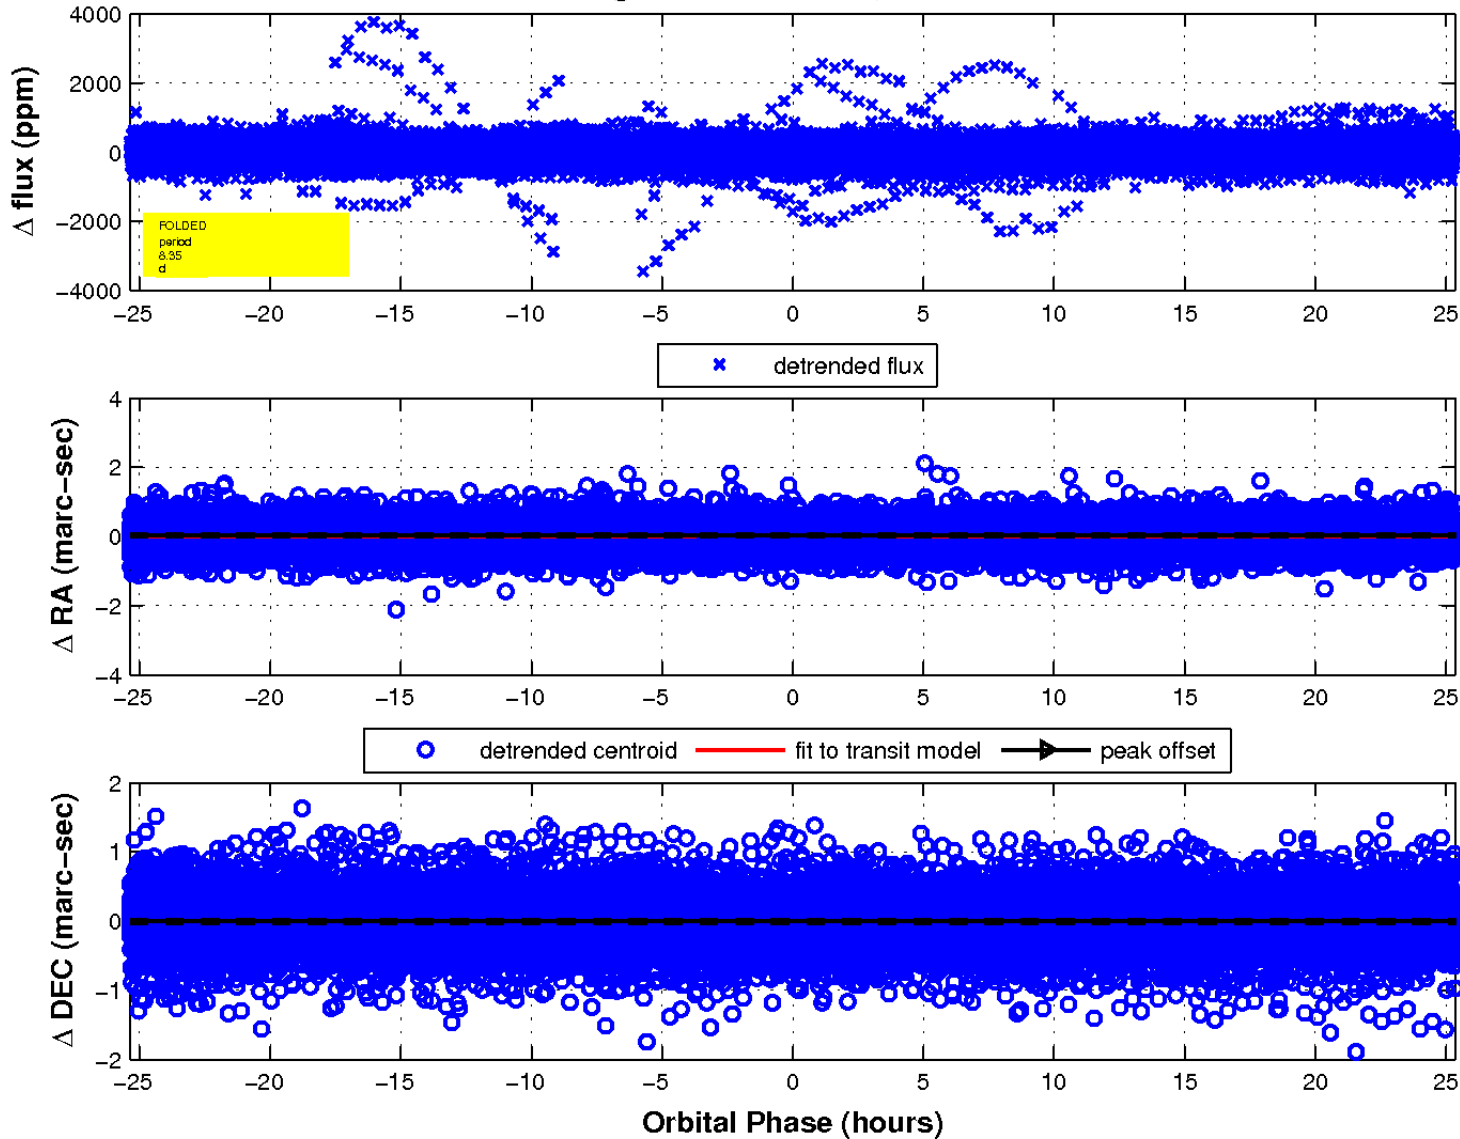 4000
2000
0
−2000
−4000
Δ flux (ppm)
FOLDED
period
8.35
d
−25 −20 −15 −10 −5 0 5 10 15 20 25
detrended flux
4
2
0
−2
−4
Δ RA (marc−sec)
−25 −20 −15 −10 −5 0 5 10 15 20 25
detrended centroid fit to transit model peak offset
2
1
0
−1
−2
Δ DEC (marc−sec)
−25 −20 −15 −10 −5 0 5 10 15 20 25
Orbital Phase (hours)